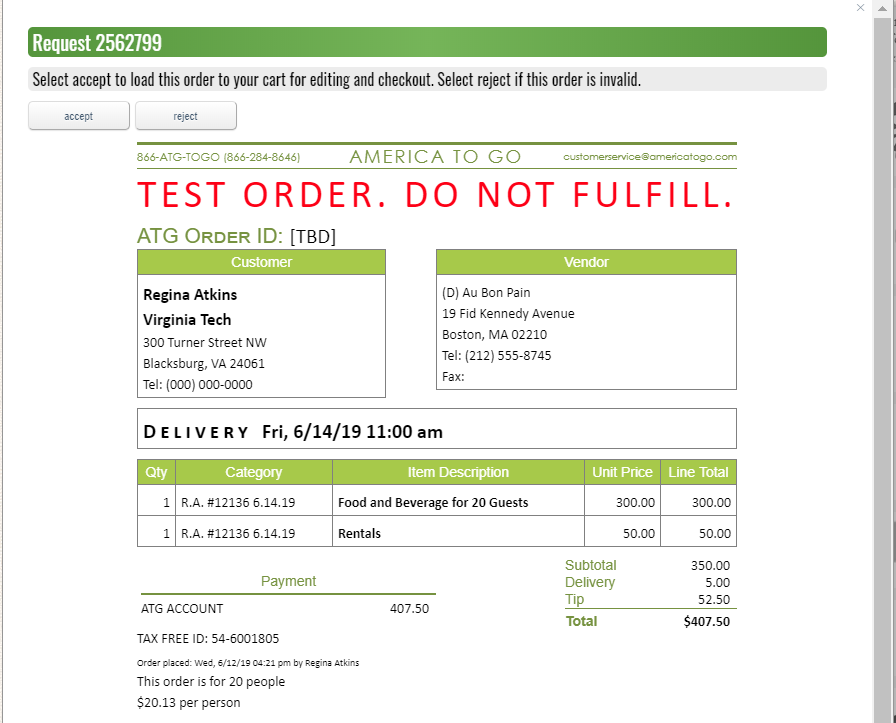 Request 2562799
Select accept to load this order to your cart for editing and checkout. Select reject if this order is invalid.
accept reject
866-ATG-TOGO (866-284-8646) AMERICA TO GO customerservice@americatogo.com
TEST ORDER. DO NOT FULFILL.
ATG ORDER ID: [TBD]
Customer
Regina Atkins
Virginia Tech
300 Turner Street NW
Blacksburg, VA 24061
Tel: (000) 000-0000
Vendor
(D) Au Bon Pain
19 Fid Kennedy Avenue
Boston, MA 02210
Tel: (212) 555-8745
Fax:
DELIVERY Fri, 6/14/19 11:00 am
Qty Category Item Description Unit Price Line Total
1 R.A. #12136 6.14.19 Food and Beverage for 20 Guests 300.00 300.00
1 R.A. #12136 6.14.19 Rentals 50.00 50.00
Subtotal 350.00
Delivery 5.00
Tip 52.50
Total $407.50
Payment
ATG ACCOUNT 407.50
TAX FREE ID: 54-6001805
Order placed: Wed, 6/12/19 04:21 pm by Regina Atkins
This order is for 20 people
$20.13 per person